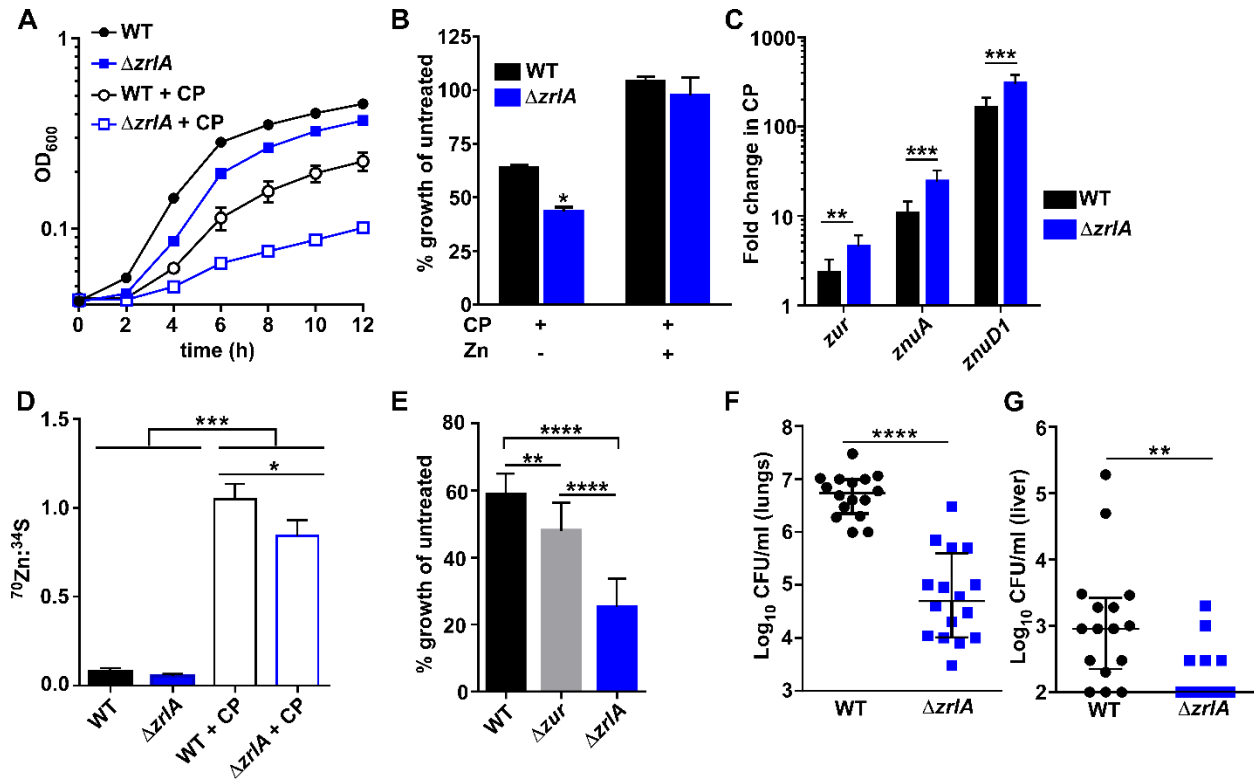 A
WT
ΔzrlA
WT + CP
ΔzrlA + CP
1
0.1
OD600
0 2 4 6 8 10 12
time (h)
B
WT
ΔzrlA
125
100
75
50
25
0
% growth of untreated
*
CP + +
Zn - +
C
1000
100
10
1
Fold change in CP
**
***
***
WT
ΔzrlA
zur znuA znuD1
D
1.5
1.0
0.5
0.0
70Zn:34S
***
*
WT ΔzrlA WT + CP ΔzrlA + CP
E
80
60
40
20
0
% growth of untreated
****
** ****
WT Δzur ΔzrlA
F
8
7
6
5
4
3
Log10 CFU/ml (lungs)
****
WT ΔzrlA
G
6
5
4
3
2
Log10 CFU/ml (liver)
**
WT ΔzrlA